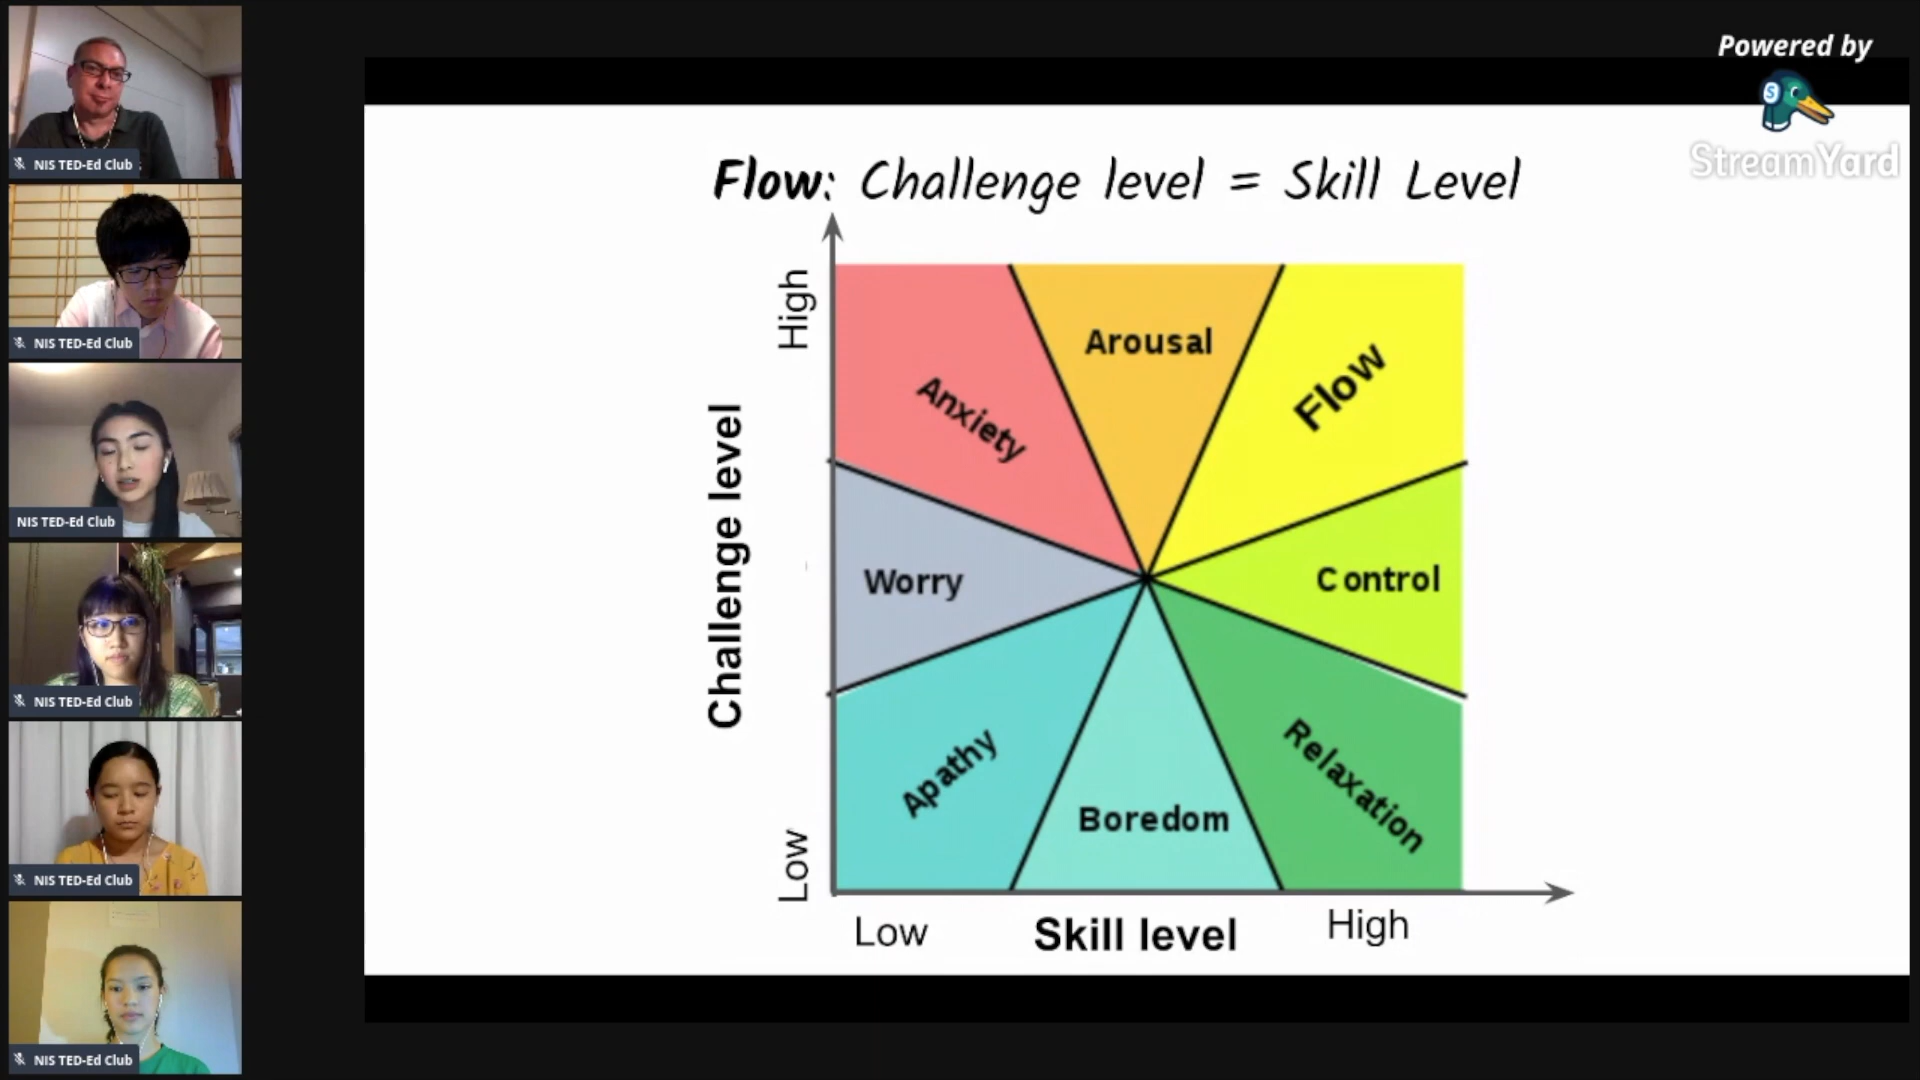 Powered by
StreamYard
NIS TED-Ed Club
NIS TED-Ed Club
NIS TED-Ed Club
NIS TED-Ed Club
NIS TED-Ed Club
NIS TED-Ed Club
Flow: Challenge level = Skill Level
High
Challenge level
Low
Anxiety
Arousal
Flow
Worry
Control
Apathy
Boredom
Relaxation
Low
Skill level
High